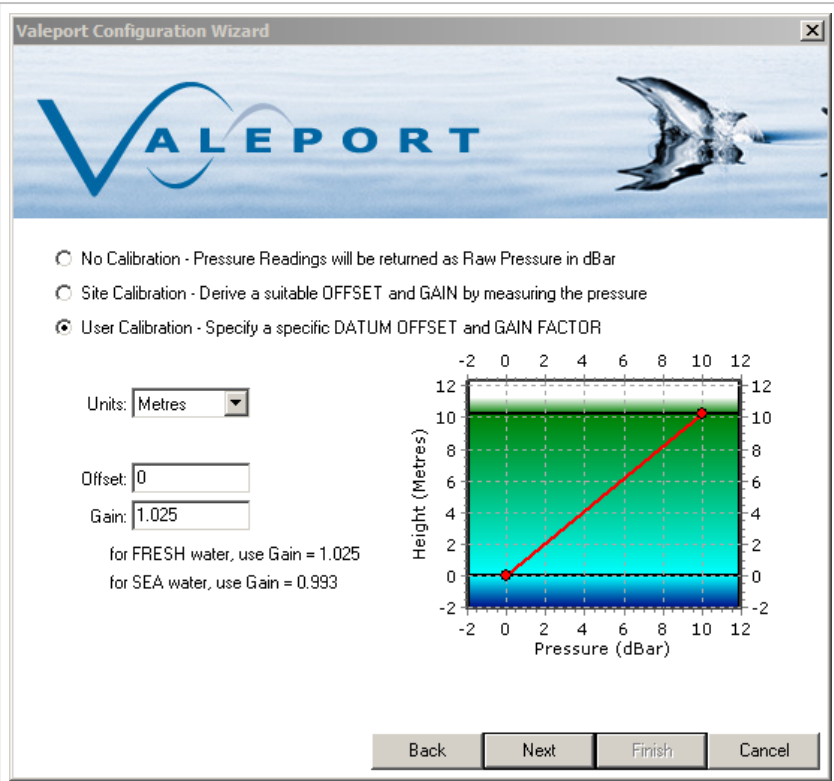 Valeport Configuration Wizard
VALEPORT
No Calibration - Pressure Readings will be returned as Raw Pressure in dBar
Site Calibration - Derive a suitable OFFSET and GAIN by measuring the pressure
User Calibration - Specify a specific DATUM OFFSET and GAIN FACTOR
Units: Metres
Offset: 0
Gain: 1.025
for FRESH water, use Gain = 1.025
for SEA water, use Gain = 0.993
-2 0 2 4 6 8 10 12
12 12
10 10
8 8
6 6
4 4
2 2
0 0
-2 -2
Height (Metres)
-2 0 2 4 6 8 10 12
Pressure (dBar)
Back Next Finish Cancel